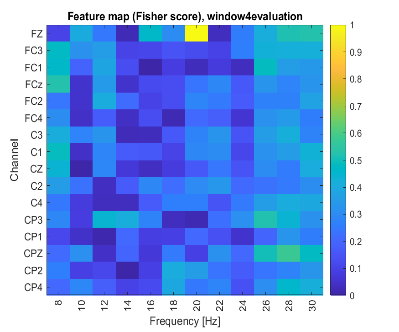 Feature map (Fisher score), window4evaluation
Channel
FZ
FC3
FC1
FCz
FC2
FC4
C3
C1
CZ
C2
C4
CP3
CP1
CPZ
CP2
CP4
8 10 12 14 16 18 20 22 24 26 28 30
Frequency [Hz]
1
0.9
0.8
0.7
0.6
0.5
0.4
0.3
0.2
0.1
0